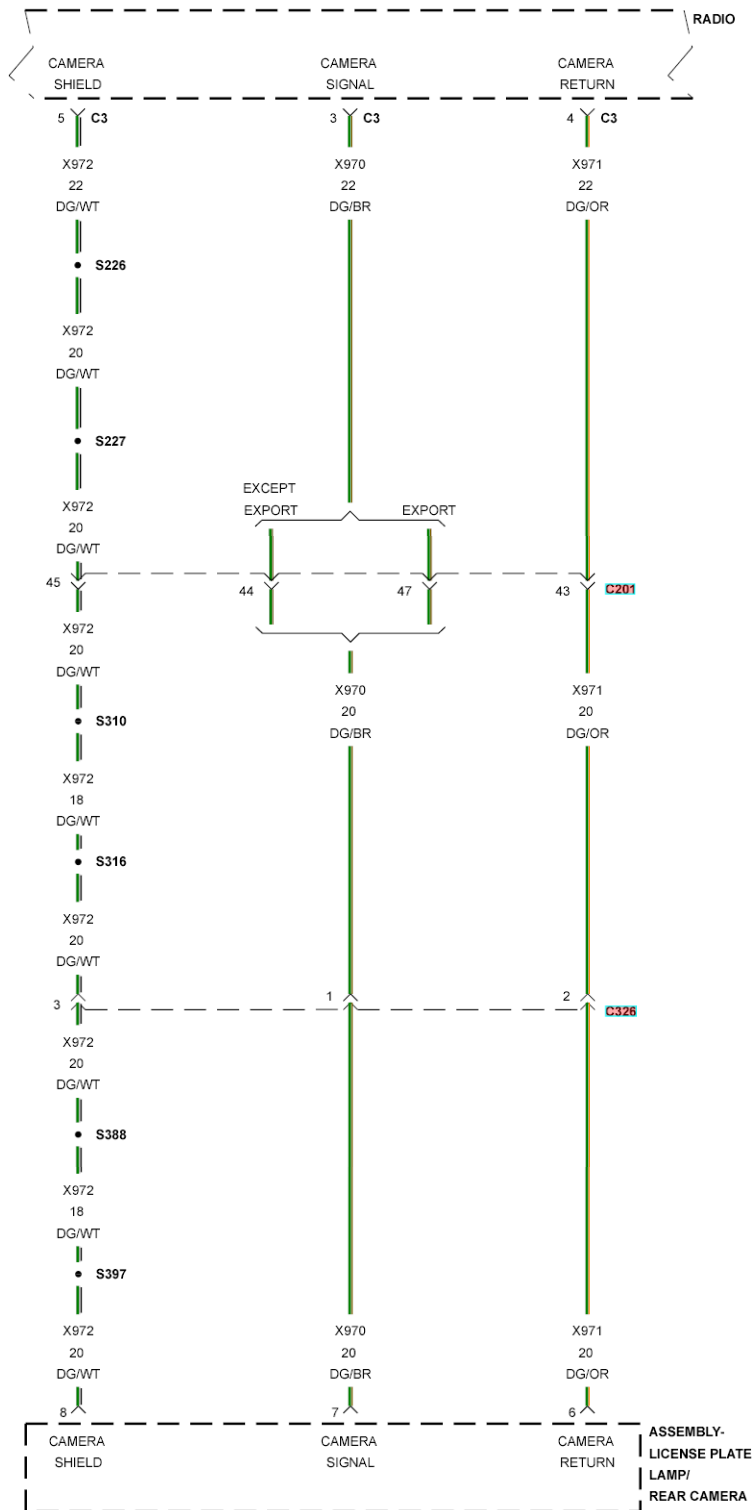 RADIO
CAMERA CAMERA CAMERA
SHIELD SIGNAL RETURN
5 C3 3 C3 4 C3
X972 X970 X971
22 22 22
DG/WT DG/BR DG/OR
S226
X972
20
DG/WT
S227
EXCEPT
X972 EXPORT EXPORT
20
DG/WT
45 44 47 43 C201
X972
20
DG/WT
X970 X971
S310 20 20
DG/BR DG/OR
X972
18
DG/WT
S316
X972
20
DG/WT
3 1 2 C326
X972
20
DG/WT
S388
X972
18
DG/WT
S397
X972 X970 X971
20 20 20
DG/WT DG/BR DG/OR
8 7 6
CAMERA CAMERA CAMERA
SHIELD SIGNAL RETURN
ASSEMBLY-
LICENSE PLATE
LAMP/
REAR CAMERA